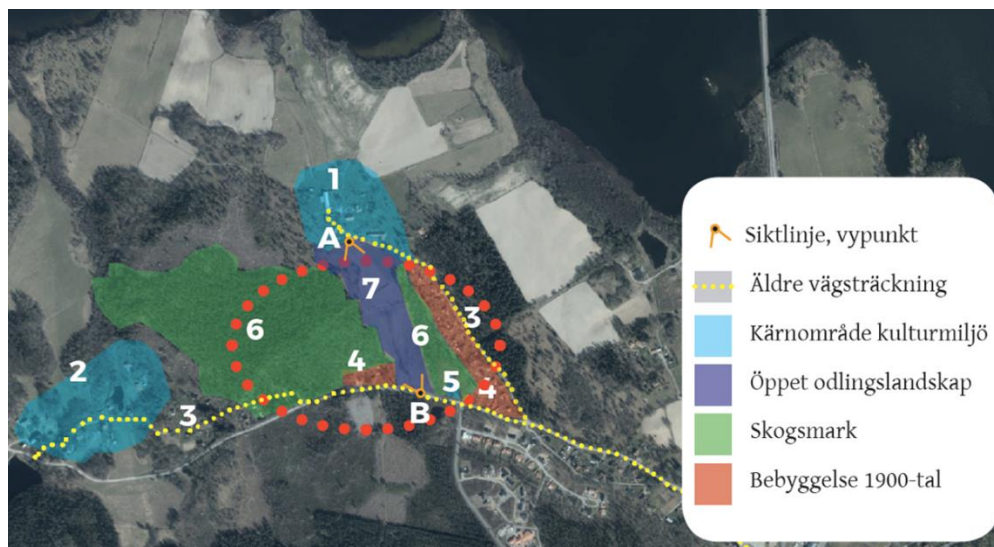 1
A
7
3
6
6
2
4
4
5
3
B
Siktlinje, vypunkt
Äldre vägsträckning
Kärnområde kulturmiljö
Öppet odlingslandskap
Skogsmark
Bebyggelse 1900-tal